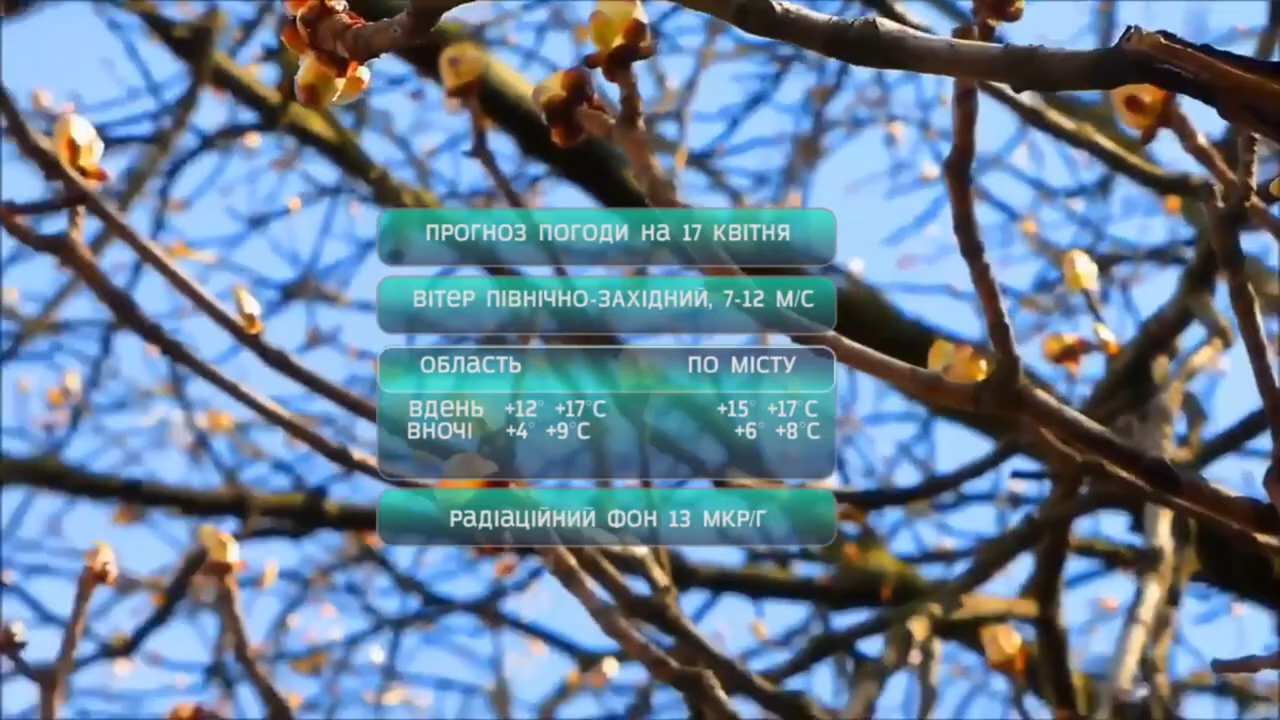 ПРОГНОЗ ПОГОДИ НА 17 КВІТНЯ
ВІТЕР ПІВНІЧНО-ЗАХІДНИЙ, 7-12 М/С
ОБЛАСТЬ ПО МІСТУ
ВДЕНЬ +12° +17°С +15° +17°С
ВНОЧІ +4° +9°С +6° +8°С
РАДІАЦІЙНИЙ ФОН 13 МКР/Г